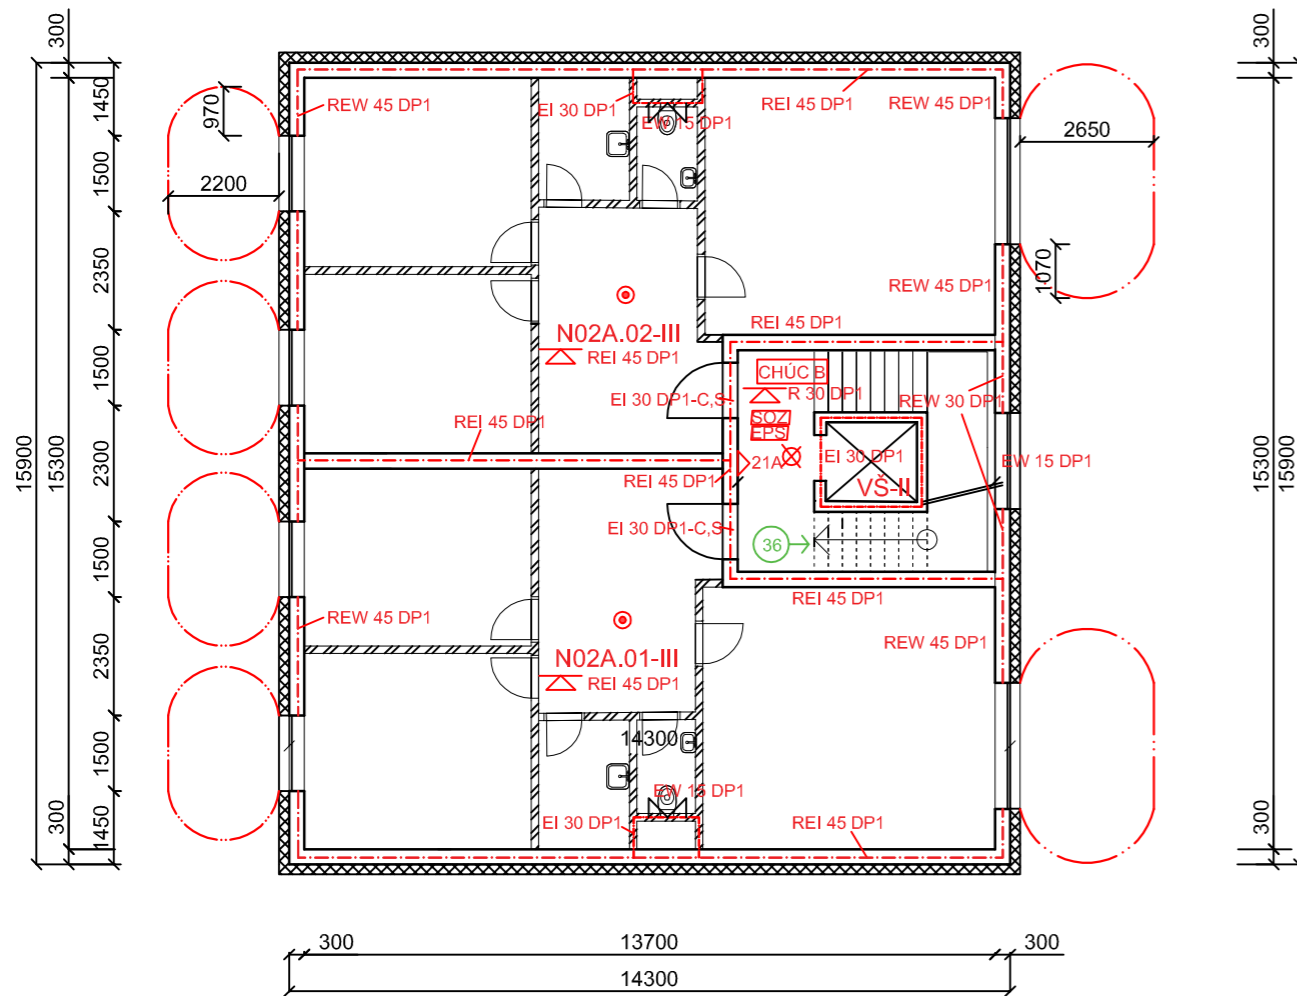 300
300
1450
REW 45 DP1
EI 30 DP1
EW 15 DP1
REI 45 DP1
REW 45 DP1
970
2650
1500
2200
2350
1070
REW 45 DP1
REI 45 DP1
N02A.02-III
REI 45 DP1
1500
CHÚC B
R 30 DP1
EI 30 DP1-C,S
REW 30 DP1
SOZ
EPS
REI 45 DP1
15900
15300
2300
21A
EI 30 DP1
EW 15 DP1
15300
15900
REI 45 DP1
VŠ-II
EI 30 DP1-C,S
36
1500
REI 45 DP1
REW 45 DP1
REW 45 DP1
2350
N02A.01-III
REI 45 DP1
14300
1500
EW 15 DP1
EI 30 DP1
REI 45 DP1
300
1450
300
300
13700
300
14300